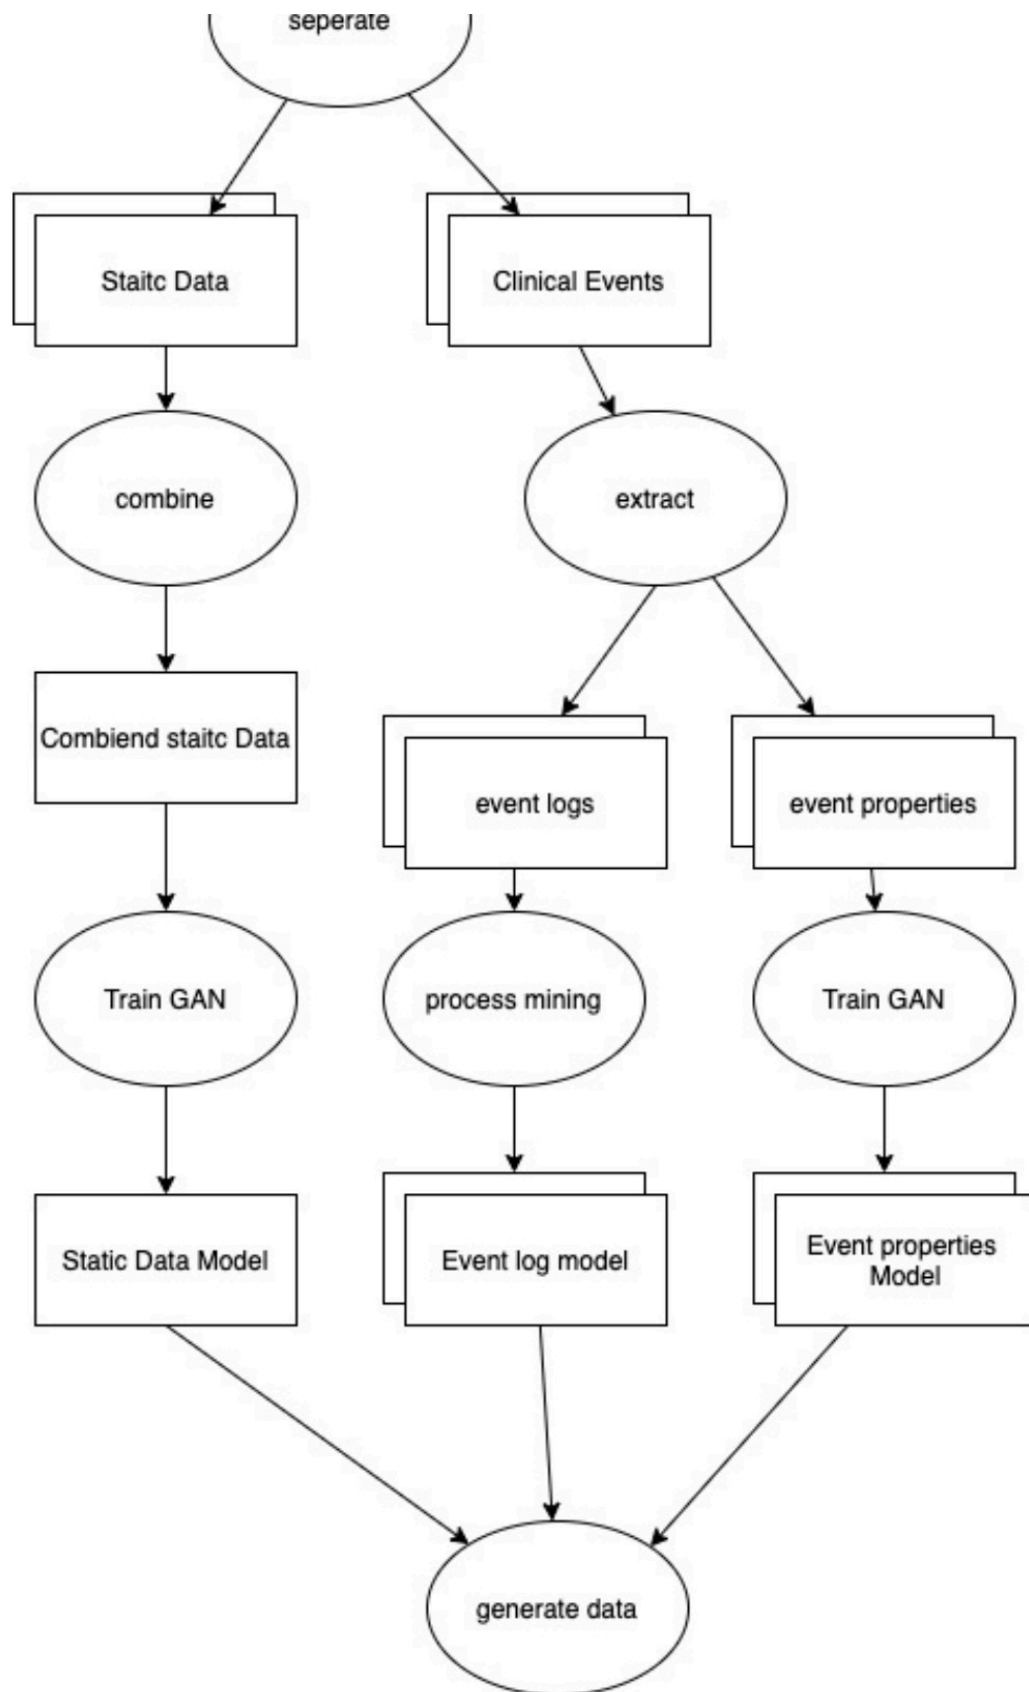 seperate
Staitc Data
Clinical Events
combine
extract
Combiend staitc Data
event logs
event properties
Train GAN
process mining
Train GAN
Static Data Model
Event log model
Event properties
Model
generate data